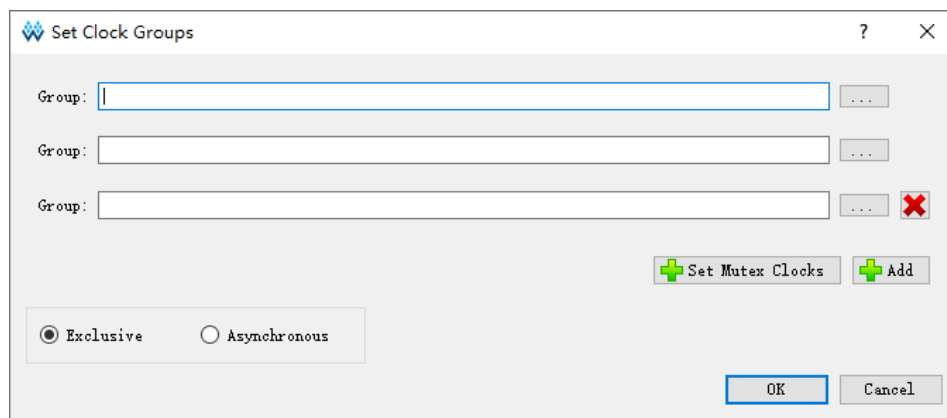 Set Clock Groups ?
Group: ...
Group: ...
Group: ...
Set Mutex Clocks Add
Exclusive Asynchronous
OK Cancel